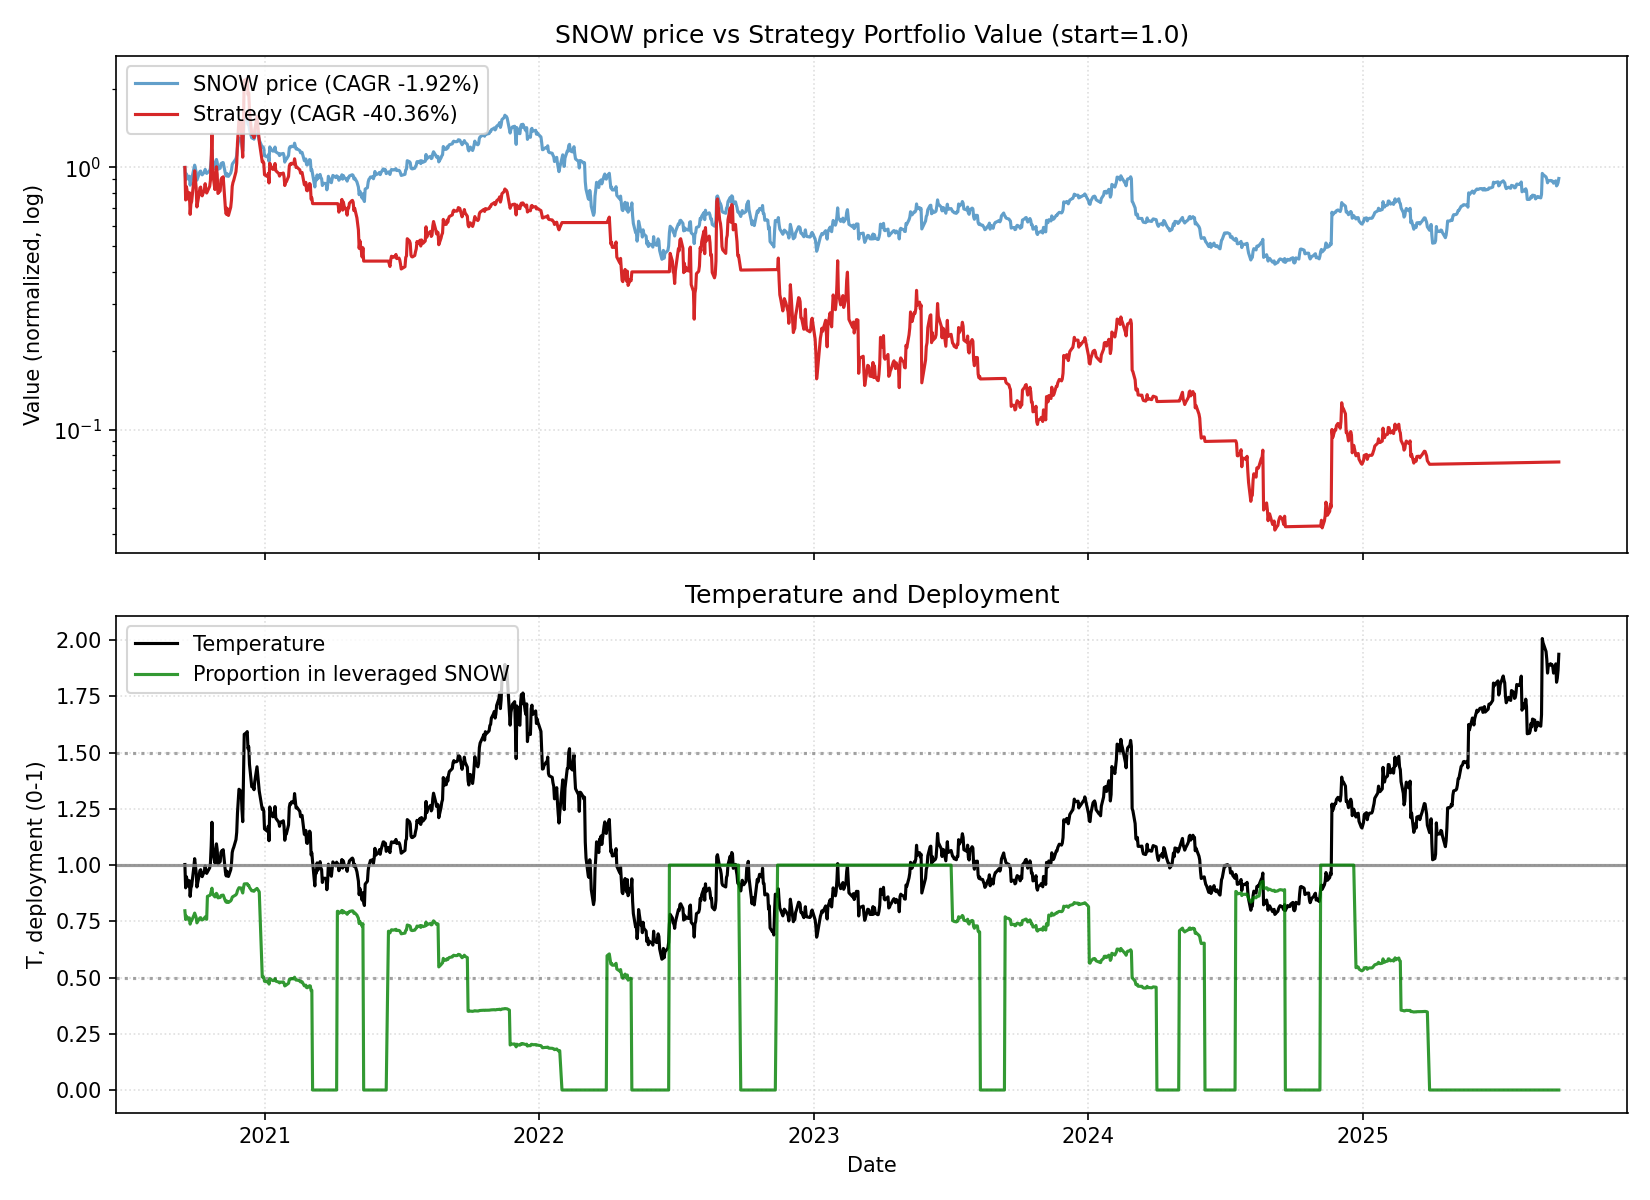 SNOW price vs Strategy Portfolio Value (start=1.0)
SNOW price (CAGR -1.92%)
Strategy (CAGR -40.36%)
Value (normalized, log)
10⁰
10⁻¹
Temperature and Deployment
Temperature
Proportion in leveraged SNOW
T, deployment (0-1)
2.00
1.75
1.50
1.25
1.00
0.75
0.50
0.25
0.00
2021 2022 2023 2024 2025
Date